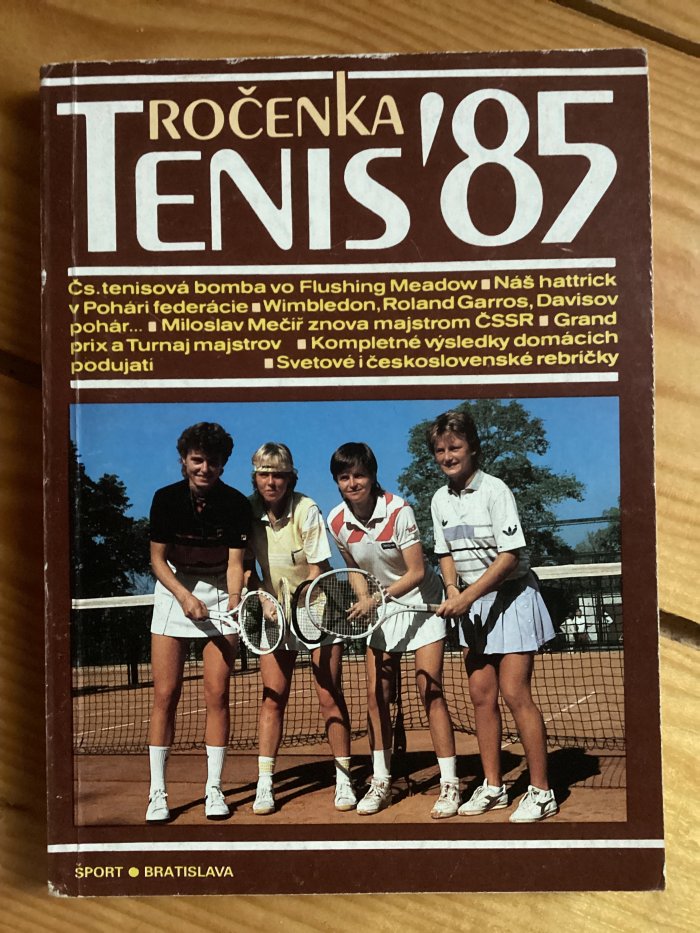 ROČENKA
TENIS '85
Čs. tenisová bomba vo Flushing Meadow ■ Náš hattrick
v Pohári federácie ■ Wimbledon, Roland Garros, Davisov
pohár... ■ Miloslav Mečíř znova majstrom ČSSR ■ Grand
prix a Turnaj majstrov ■ Kompletné výsledky domácich
podujatí ■ Svetové i československé rebríčky
ŠPORT ● BRATISLAVA